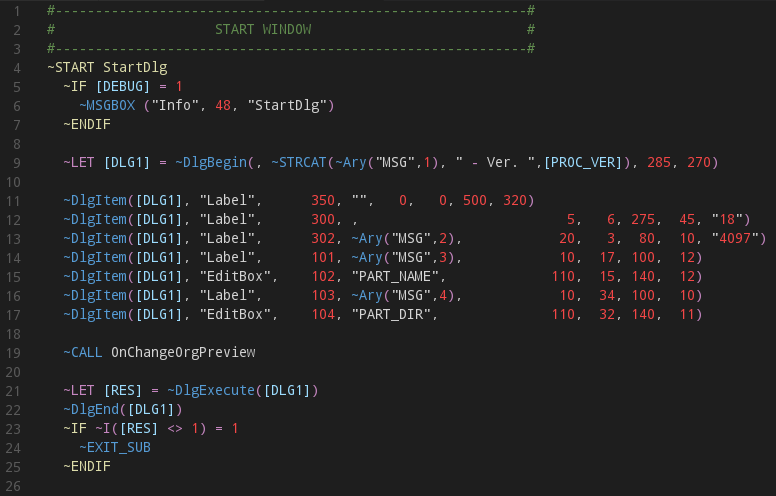 1 #-----------------------------------------------------------#
2 #                    START WINDOW                           #
3 #-----------------------------------------------------------#
4 ~START StartDlg
5   ~IF [DEBUG] = 1
6     ~MSGBOX ("Info", 48, "StartDlg")
7   ~ENDIF
8
9   ~LET [DLG1] = ~DlgBegin(, ~STRCAT(~Ary("MSG",1), " - Ver. ",[PROC_VER]), 285, 270)
10
11   ~DlgItem([DLG1], "Label",      350, "",   0,   0, 500, 320)
12   ~DlgItem([DLG1], "Label",      300, ,                          5,   6, 275,  45, "18")
13   ~DlgItem([DLG1], "Label",      302, ~Ary("MSG",2),            20,   3,  80,  10, "4097")
14   ~DlgItem([DLG1], "Label",      101, ~Ary("MSG",3),            10,  17, 100,  12)
15   ~DlgItem([DLG1], "EditBox",    102, "PART_NAME",             110,  15, 140,  12)
16   ~DlgItem([DLG1], "Label",      103, ~Ary("MSG",4),            10,  34, 100,  10)
17   ~DlgItem([DLG1], "EditBox",    104, "PART_DIR",              110,  32, 140,  11)
18
19   ~CALL OnChangeOrgPreview
20
21   ~LET [RES] = ~DlgExecute([DLG1])
22   ~DlgEnd([DLG1])
23   ~IF ~I([RES] <> 1) = 1
24     ~EXIT_SUB
25   ~ENDIF
26